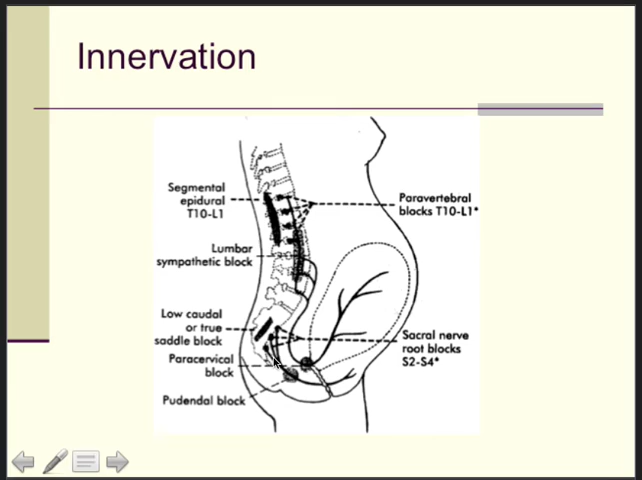 Innervation
Segmental
epidural
T10-L1
Paravertebral
blocks T10-L1*
Lumbar
sympathetic block
Low caudal
or true
saddle block
Sacral nerve
root blocks
S2-S4*
Paracervical
block
Pudendal block